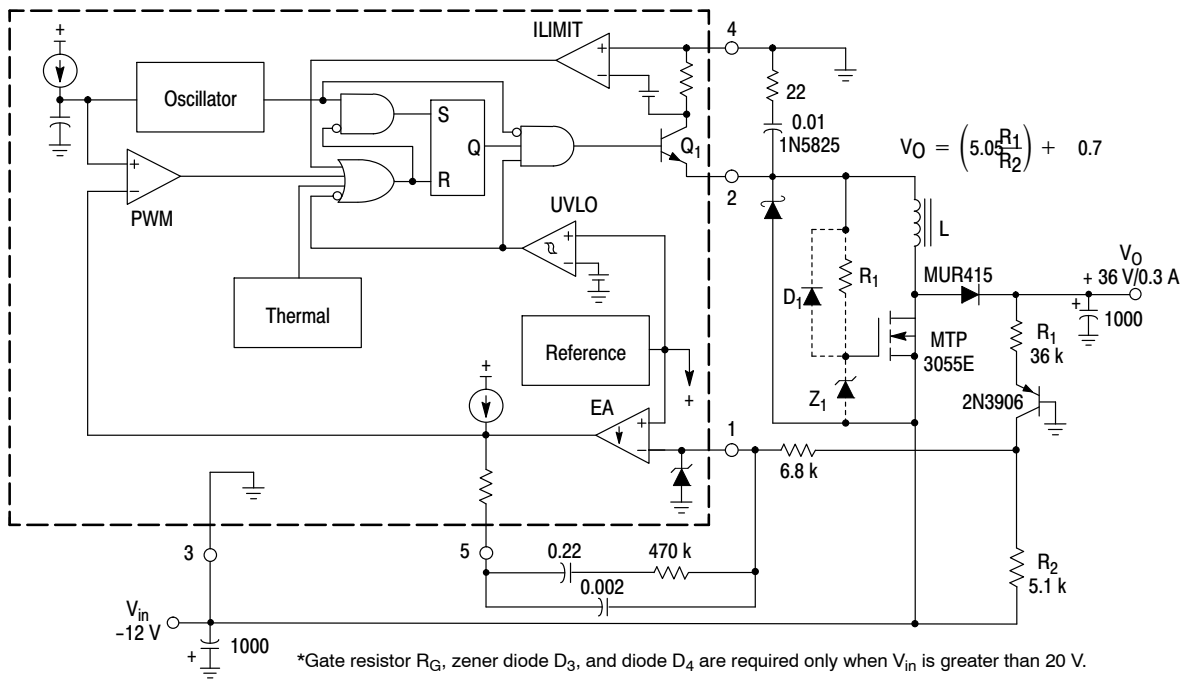 ILIMIT
4
Oscillator
22
0.01
1N5825
S
Q
R
Q1
VO = (5.05 R1/R2) + 0.7
2
PWM
UVLO
L
VO
+ 36 V/0.3 A
MUR415
D1
R1
+
1000
Thermal
Reference
MTP
3055E
R1
36 k
Z1
2N3906
EA
1
6.8 k
3
5
0.22
470 k
0.002
R2
5.1 k
Vin
-12 V
+
1000
*Gate resistor RG, zener diode D3, and diode D4 are required only when Vin is greater than 20 V.